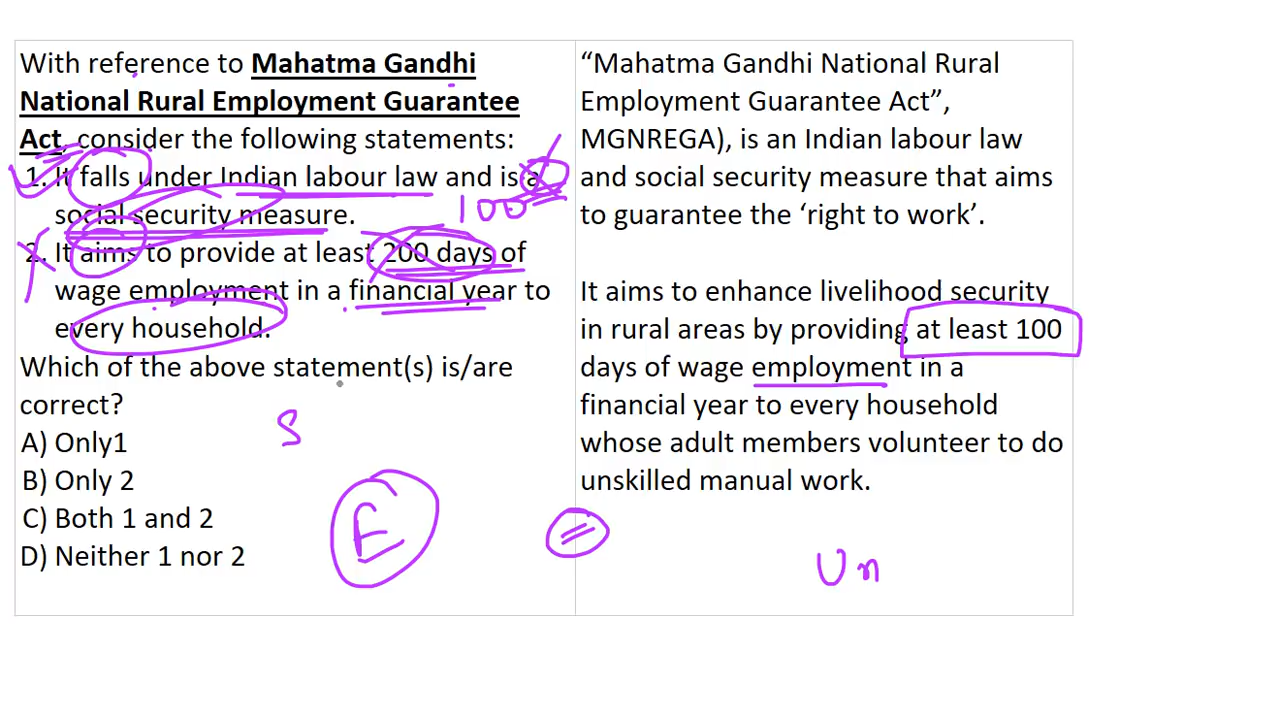 With reference to Mahatma Gandhi
National Rural Employment Guarantee
Act, consider the following statements:
1. It falls under Indian labour law and is a
social security measure.
100
2. It aims to provide at least 200 days of
wage employment in a financial year to
every household.
Which of the above statement(s) is/are
correct?
A) Only1
B) Only 2
C) Both 1 and 2
D) Neither 1 nor 2
S
E
“Mahatma Gandhi National Rural
Employment Guarantee Act”,
MGNREGA), is an Indian labour law
and social security measure that aims
to guarantee the ‘right to work’.
It aims to enhance livelihood security
in rural areas by providing at least 100
days of wage employment in a
financial year to every household
whose adult members volunteer to do
unskilled manual work.
Un